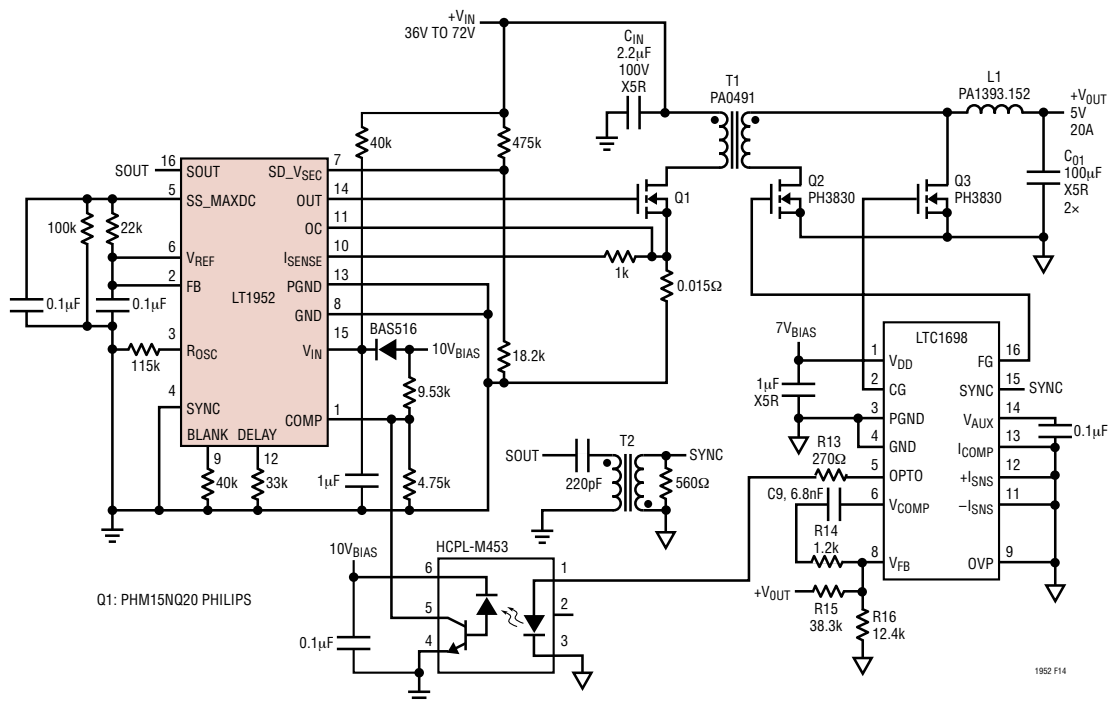 +VIN
36V TO 72V
CIN
2.2µF
100V
X5R
T1
PA0491
L1
PA1393.152
+VOUT
5V
20A
C01
100µF
X5R
2×
40k
475k
SOUT
16
SOUT
SD_VSEC
7
5
SS_MAXDC
OUT
14
OC
11
6
VREF
ISENSE
10
2
FB
PGND
13
LT1952
GND
8
3
ROSC
VIN
15
4
SYNC
COMP
1
BLANK
DELAY
9
12
100k
22k
0.1µF
0.1µF
115k
40k
33k
1µF
BAS516
10VBIAS
9.53k
4.75k
18.2k
1k
0.015Ω
Q1
Q2
PH3830
Q3
PH3830
7VBIAS
1µF
X5R
LTC1698
1
VDD
FG
16
2
CG
SYNC
15
SYNC
3
PGND
VAUX
14
0.1µF
4
GND
ICOMP
13
5
OPTO
+ISNS
12
6
VCOMP
−ISNS
11
8
VFB
OVP
9
R13
270Ω
C9, 6.8nF
R14
1.2k
+VOUT
R15
38.3k
R16
12.4k
SOUT
220pF
T2
SYNC
560Ω
HCPL-M453
10VBIAS
6
1
5
2
4
3
0.1µF
Q1: PHM15NQ20 PHILIPS
1952 F14